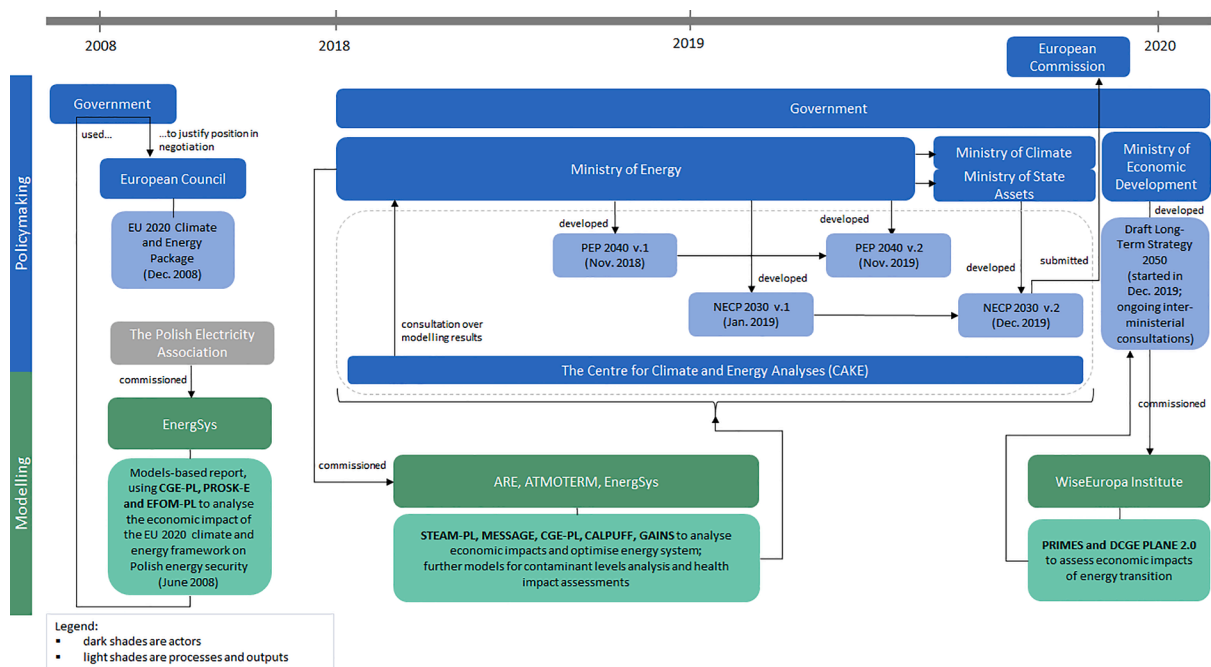 2008
2018
2019
2020
Policymaking
Modelling
Government
used...
...to justify position in
negotiation
European Council
EU 2020 Climate
and Energy
Package
(Dec. 2008)
The Polish Electricity
Association
commissioned
EnergSys
Models-based report,
using CGE-PL, PROSK-E
and EFOM-PL to analyse
the economic impact of
the EU 2020 climate and
energy framework on
Polish energy security
(June 2008)
European
Commission
Government
Ministry of Energy
Ministry of Climate
Ministry of State
Assets
Ministry of
Economic
Development
developed
PEP 2040 v.1
(Nov. 2018)
developed
PEP 2040 v.2
(Nov. 2019)
developed
NECP 2030 v.1
(Jan. 2019)
developed
NECP 2030 v.2
(Dec. 2019)
submitted
developed
Draft Long-
Term Strategy
2050
(started in
Dec. 2019;
ongoing inter-
ministerial
consultations)
consultation over
modelling results
The Centre for Climate and Energy Analyses (CAKE)
commissioned
ARE, ATMOTERM, EnergSys
STEAM-PL, MESSAGE, CGE-PL, CALPUFF, GAINS to analyse
economic impacts and optimise energy system;
further models for contaminant levels analysis and health
impact assessments
commissioned
WiseEuropa Institute
PRIMES and DCGE PLANE 2.0
to assess economic impacts
of energy transition
Legend:
▪ dark shades are actors
▪ light shades are processes and outputs